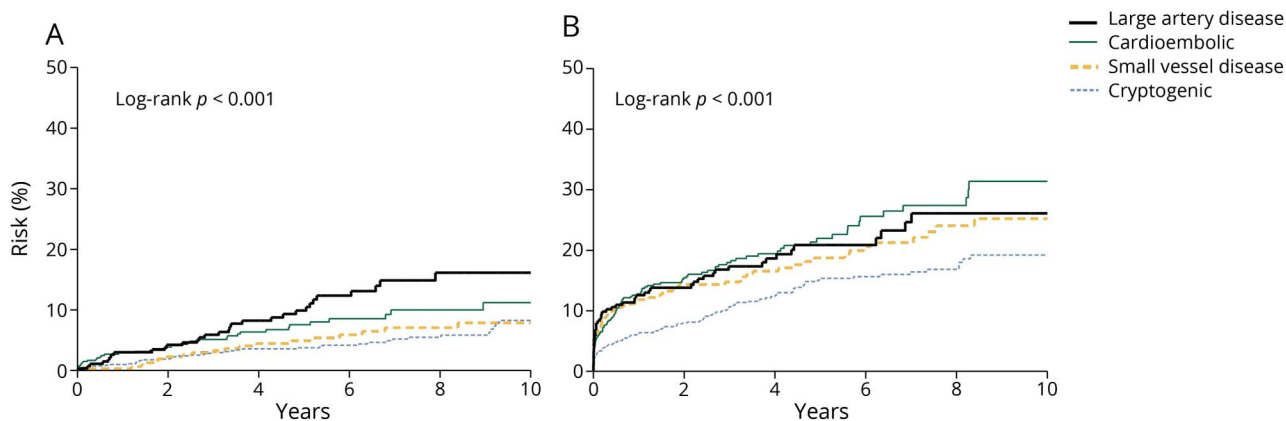 A
B
Large artery disease
Cardioembolic
Small vessel disease
Cryptogenic
50
40
30
20
10
0
Risk (%)
Log-rank p < 0.001
0 2 4 6 8 10
Years
50
40
30
20
10
0
Log-rank p < 0.001
0 2 4 6 8 10
Years